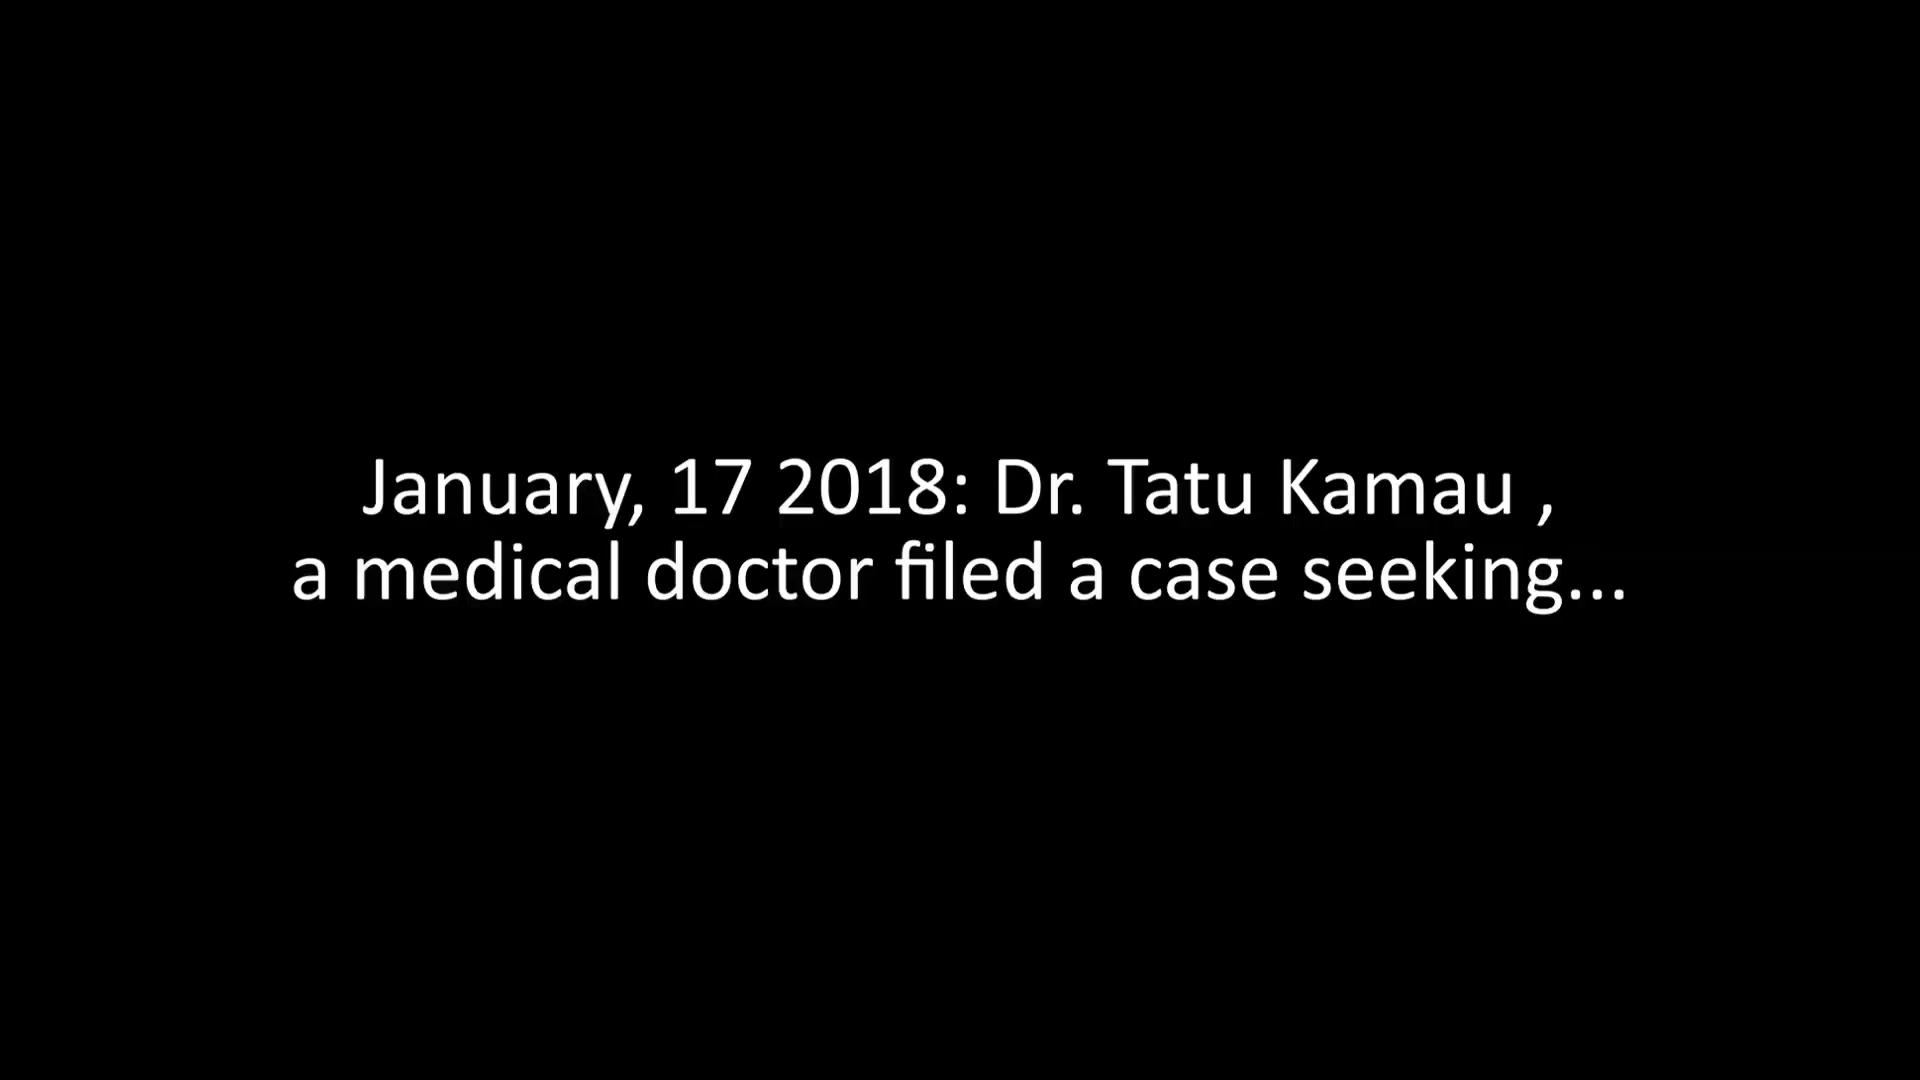 January, 17 2018: Dr. Tatu Kamau ,
a medical doctor filed a case seeking...